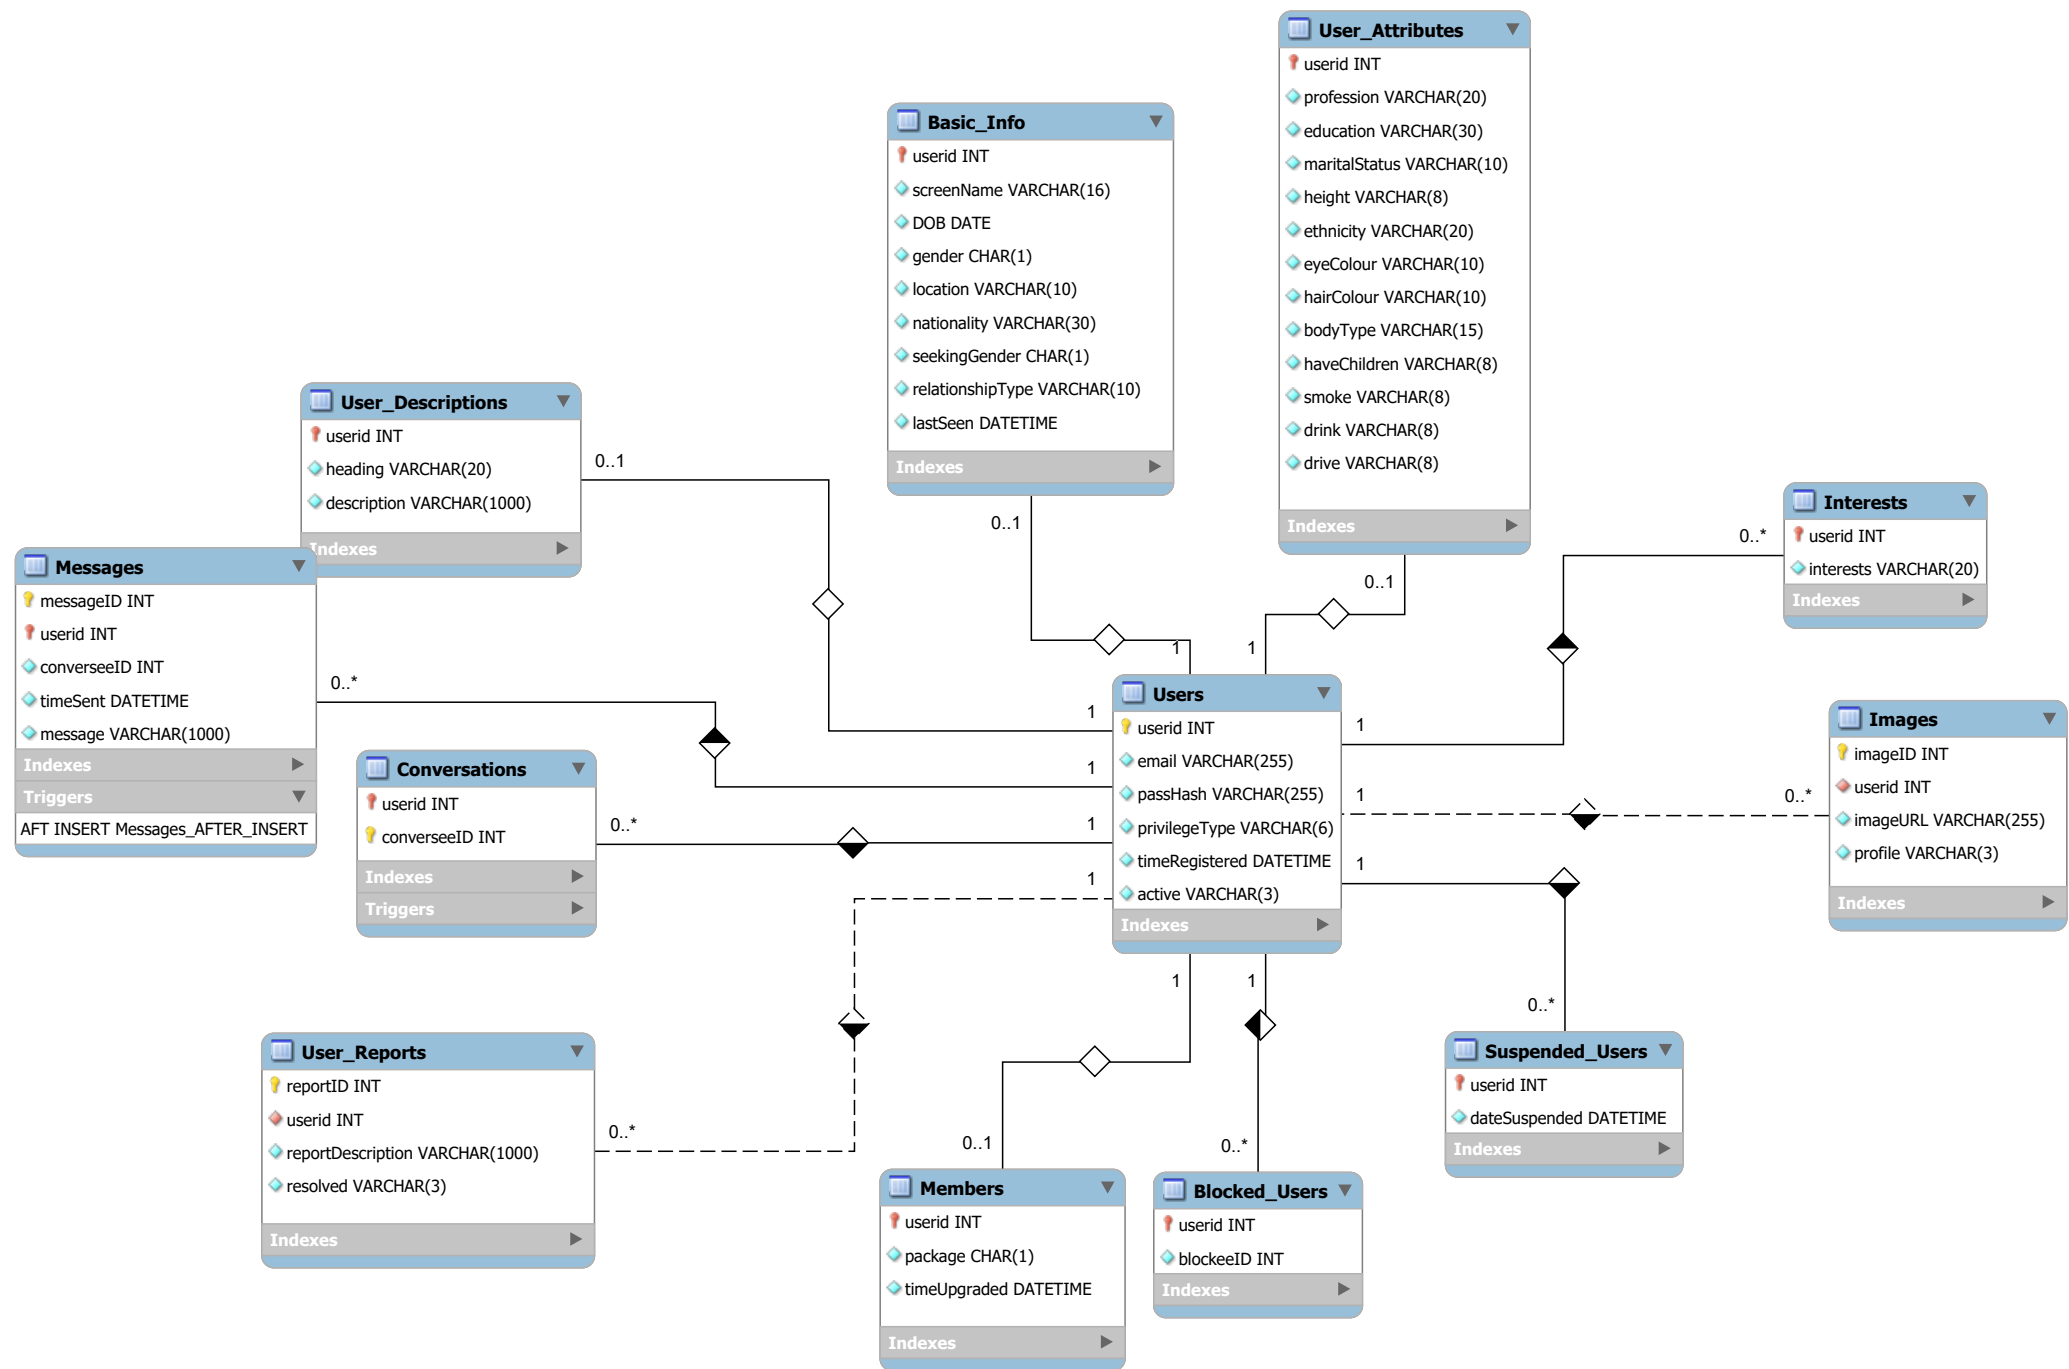 User_Attributes
userid INT
profession VARCHAR(20)
education VARCHAR(30)
maritalStatus VARCHAR(10)
height VARCHAR(8)
ethnicity VARCHAR(20)
eyeColour VARCHAR(10)
hairColour VARCHAR(10)
bodyType VARCHAR(15)
haveChildren VARCHAR(8)
smoke VARCHAR(8)
drink VARCHAR(8)
drive VARCHAR(8)
Indexes
0..1
1
Basic_Info
userid INT
screenName VARCHAR(16)
DOB DATE
gender CHAR(1)
location VARCHAR(10)
nationality VARCHAR(30)
seekingGender CHAR(1)
relationshipType VARCHAR(10)
lastSeen DATETIME
Indexes
0..1
1
User_Descriptions
userid INT
heading VARCHAR(20)
description VARCHAR(1000)
Indexes
0..1
1
Interests
userid INT
interests VARCHAR(20)
Indexes
0..*
1
Messages
messageID INT
userid INT
converseeID INT
timeSent DATETIME
message VARCHAR(1000)
Indexes
Triggers
AFT INSERT Messages_AFTER_INSERT
0..*
1
Users
userid INT
email VARCHAR(255)
passHash VARCHAR(255)
privilegeType VARCHAR(6)
timeRegistered DATETIME
active VARCHAR(3)
Indexes
Images
imageID INT
userid INT
imageURL VARCHAR(255)
profile VARCHAR(3)
Indexes
0..*
1
Conversations
userid INT
converseeID INT
Indexes
Triggers
0..*
1
User_Reports
reportID INT
userid INT
reportDescription VARCHAR(1000)
resolved VARCHAR(3)
Indexes
0..*
1
Members
userid INT
package CHAR(1)
timeUpgraded DATETIME
Indexes
0..1
1
Blocked_Users
userid INT
blockeeID INT
Indexes
0..*
1
Suspended_Users
userid INT
dateSuspended DATETIME
Indexes
0..*
1